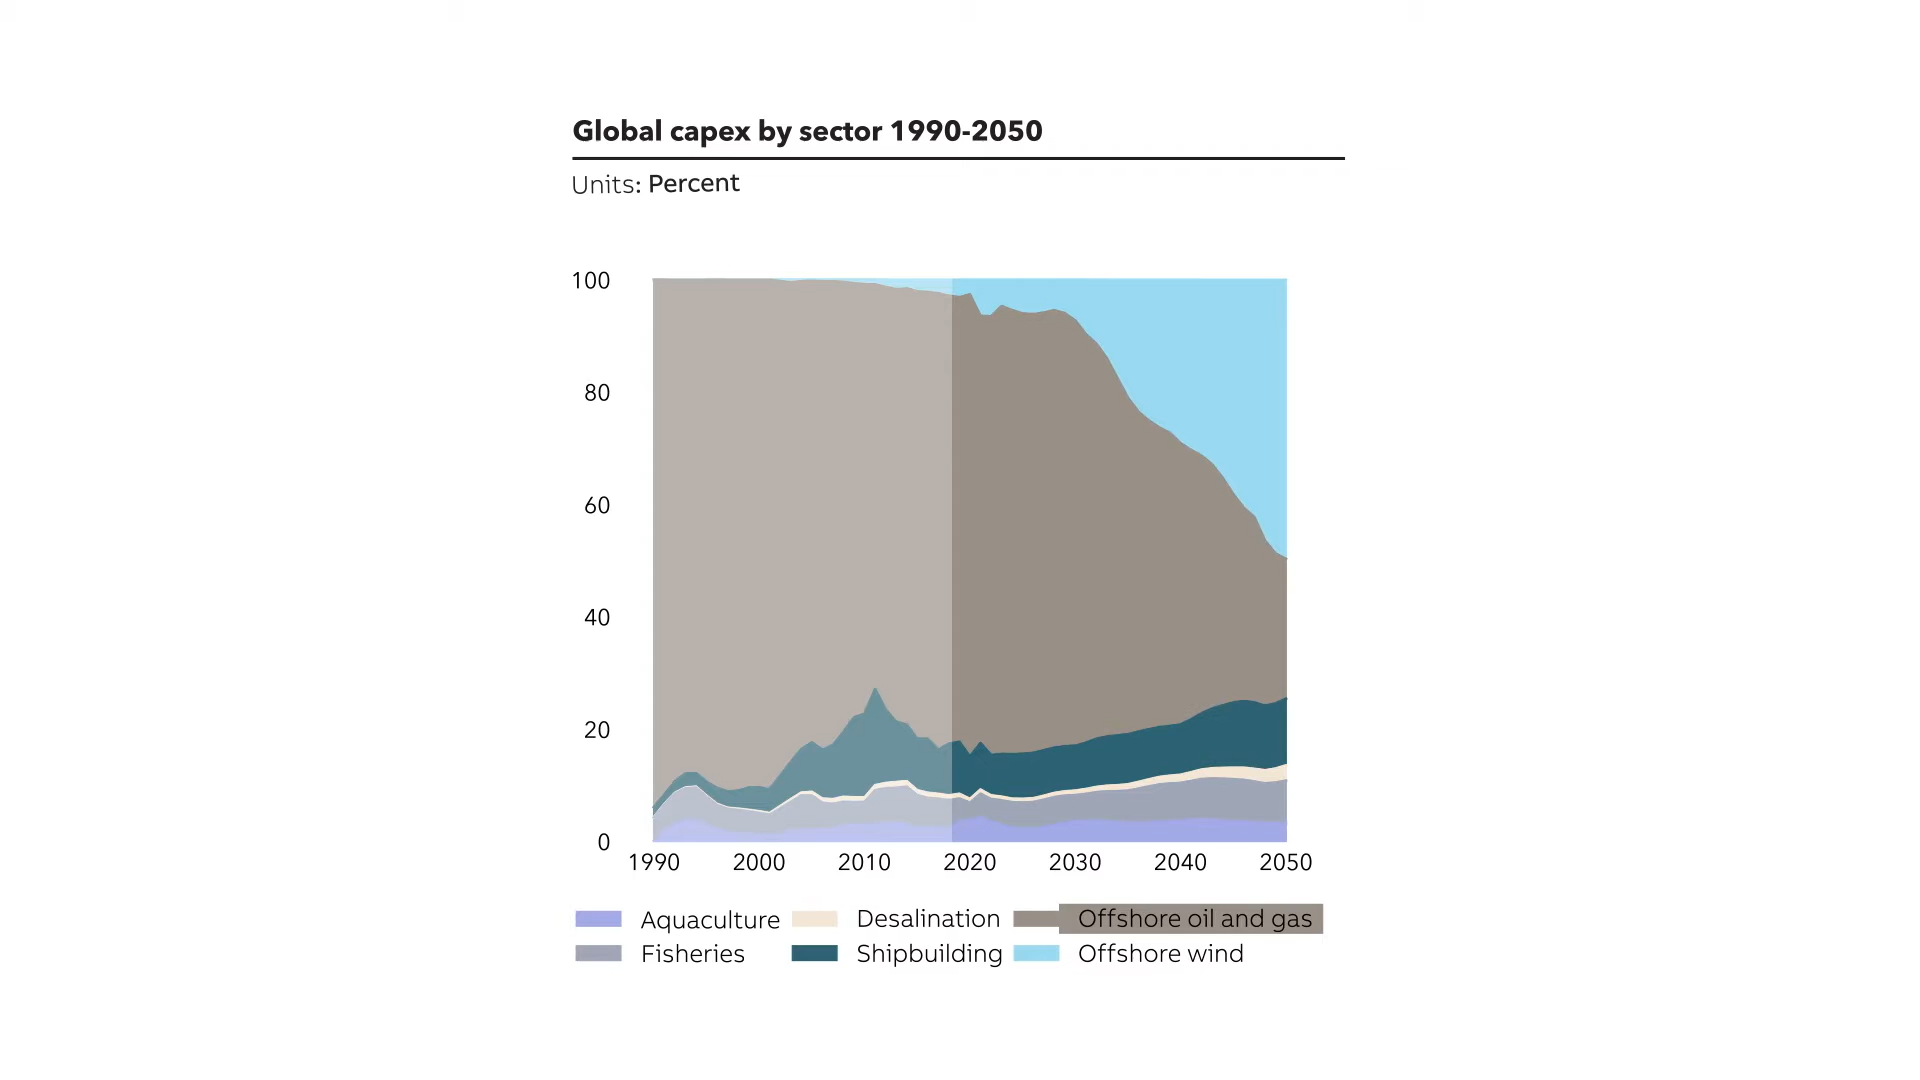 Global capex by sector 1990-2050
Units: Percent
100
80
60
40
20
0
1990 2000 2010 2020 2030 2040 2050
Aquaculture Desalination Offshore oil and gas
Fisheries Shipbuilding Offshore wind